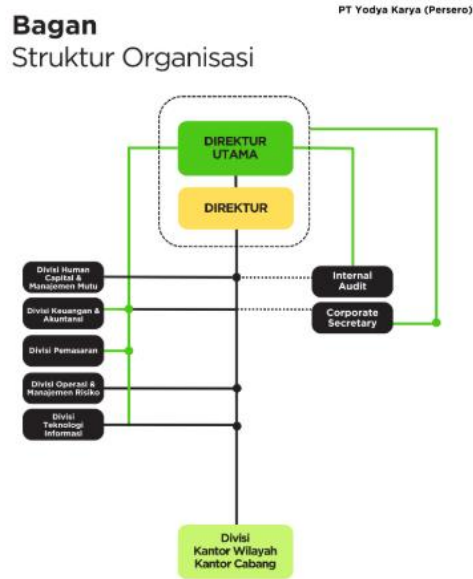 PT Yodya Karya (Persero)
Bagan
Struktur Organisasi
DIREKTUR
UTAMA
DIREKTUR
Divisi Human
Capital &
Manajemen Mutu
Internal
Audit
Divisi Keuangan &
Akuntansi
Corporate
Secretary
Divisi Pemasaran
Divisi Operasi &
Manajemen Risiko
Divisi
Teknologi
Informasi
Divisi
Kantor Wilayah
Kantor Cabang